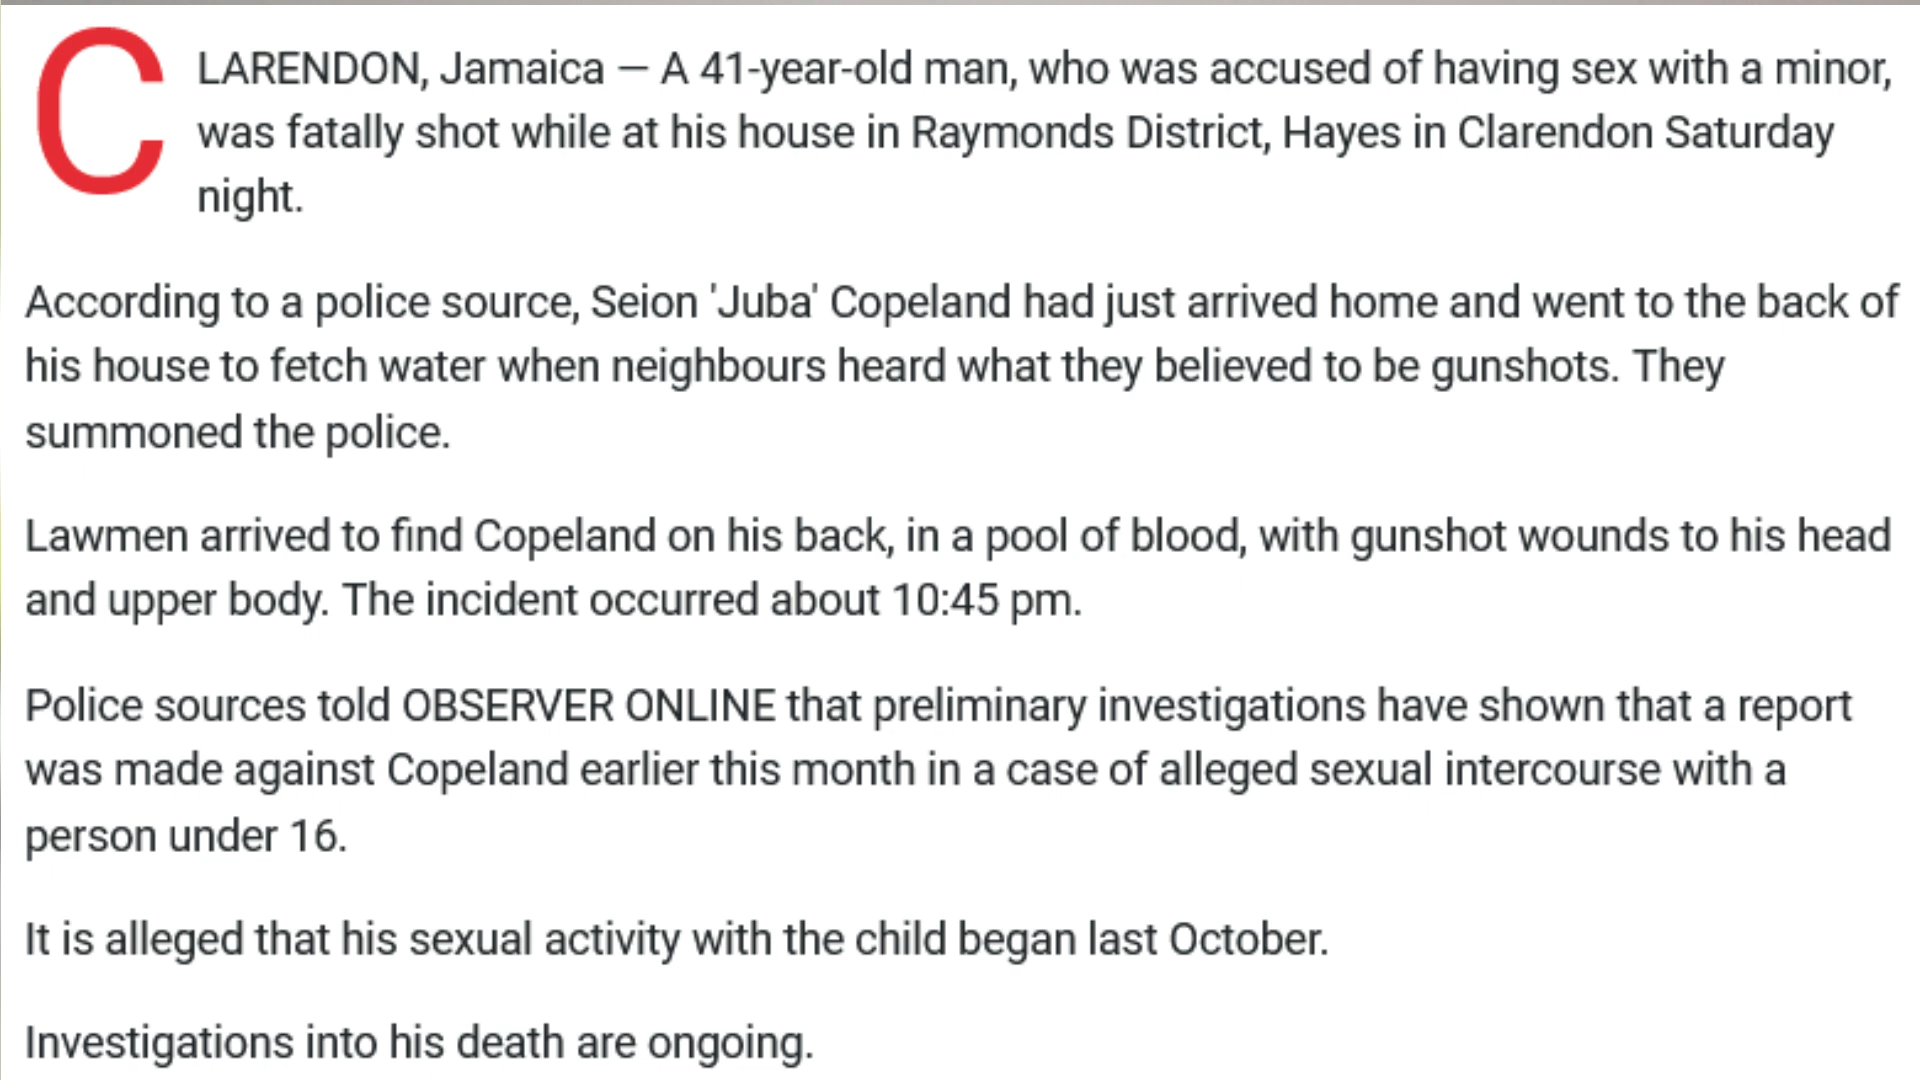 CLARENDON, Jamaica — A 41-year-old man, who was accused of having sex with a minor,
was fatally shot while at his house in Raymonds District, Hayes in Clarendon Saturday
night.
According to a police source, Seion 'Juba' Copeland had just arrived home and went to the back of
his house to fetch water when neighbours heard what they believed to be gunshots. They
summoned the police.
Lawmen arrived to find Copeland on his back, in a pool of blood, with gunshot wounds to his head
and upper body. The incident occurred about 10:45 pm.
Police sources told OBSERVER ONLINE that preliminary investigations have shown that a report
was made against Copeland earlier this month in a case of alleged sexual intercourse with a
person under 16.
It is alleged that his sexual activity with the child began last October.
Investigations into his death are ongoing.